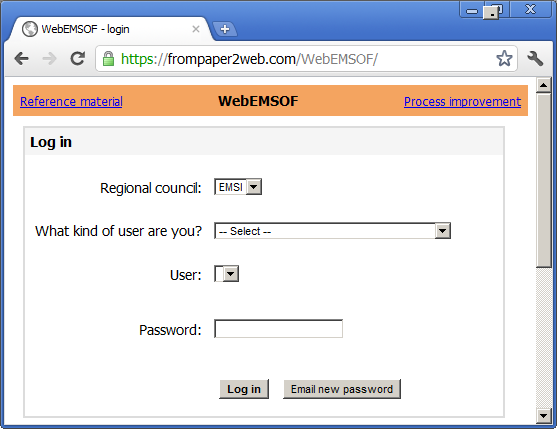 WebEMSOF - login
https://frompaper2web.com/WebEMSOF/
Reference material WebEMSOF Process improvement
Log in
Regional council: EMSI
What kind of user are you? -- Select --
User:
Password:
Log in Email new password